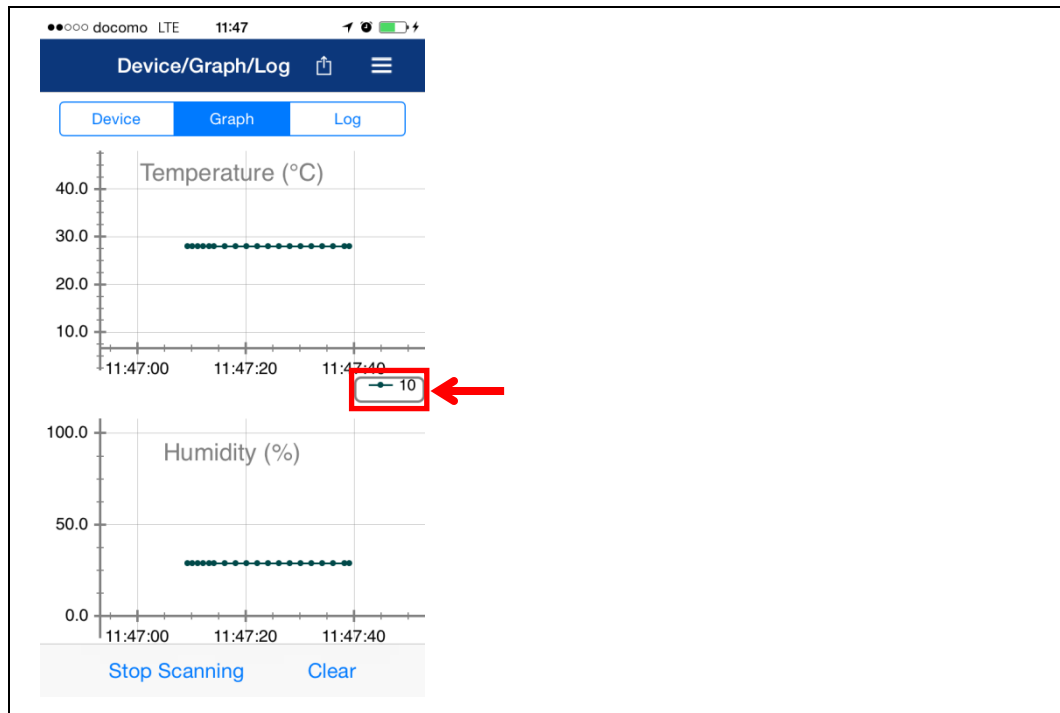 docomo LTE 11:47
Device/Graph/Log
Device Graph Log
Temperature (°C)
40.0
30.0
20.0
10.0
11:47:00 11:47:20 11:47:40
10
100.0
Humidity (%)
50.0
0.0
11:47:00 11:47:20 11:47:40
Stop Scanning Clear